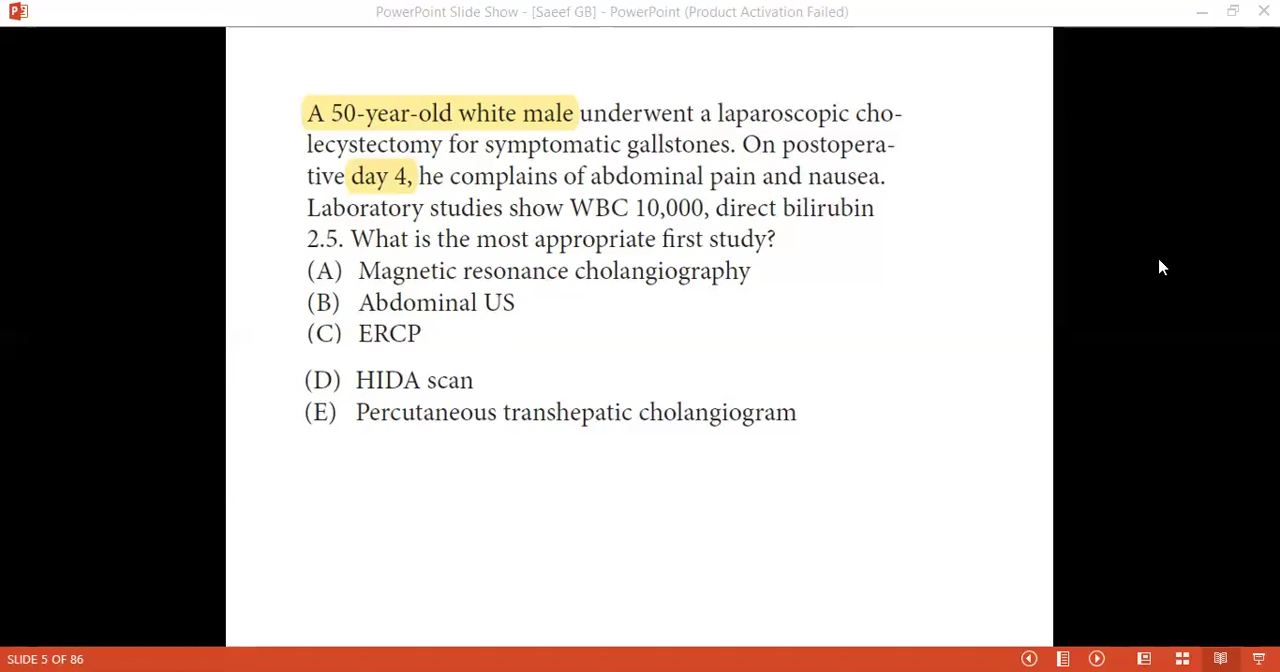 PowerPoint Slide Show - [Saeef GB] - PowerPoint (Product Activation Failed)
A 50-year-old white male underwent a laparoscopic cho-
lecystectomy for symptomatic gallstones. On postopera-
tive day 4, he complains of abdominal pain and nausea.
Laboratory studies show WBC 10,000, direct bilirubin
2.5. What is the most appropriate first study?
(A) Magnetic resonance cholangiography
(B) Abdominal US
(C) ERCP
(D) HIDA scan
(E) Percutaneous transhepatic cholangiogram
SLIDE 5 OF 86